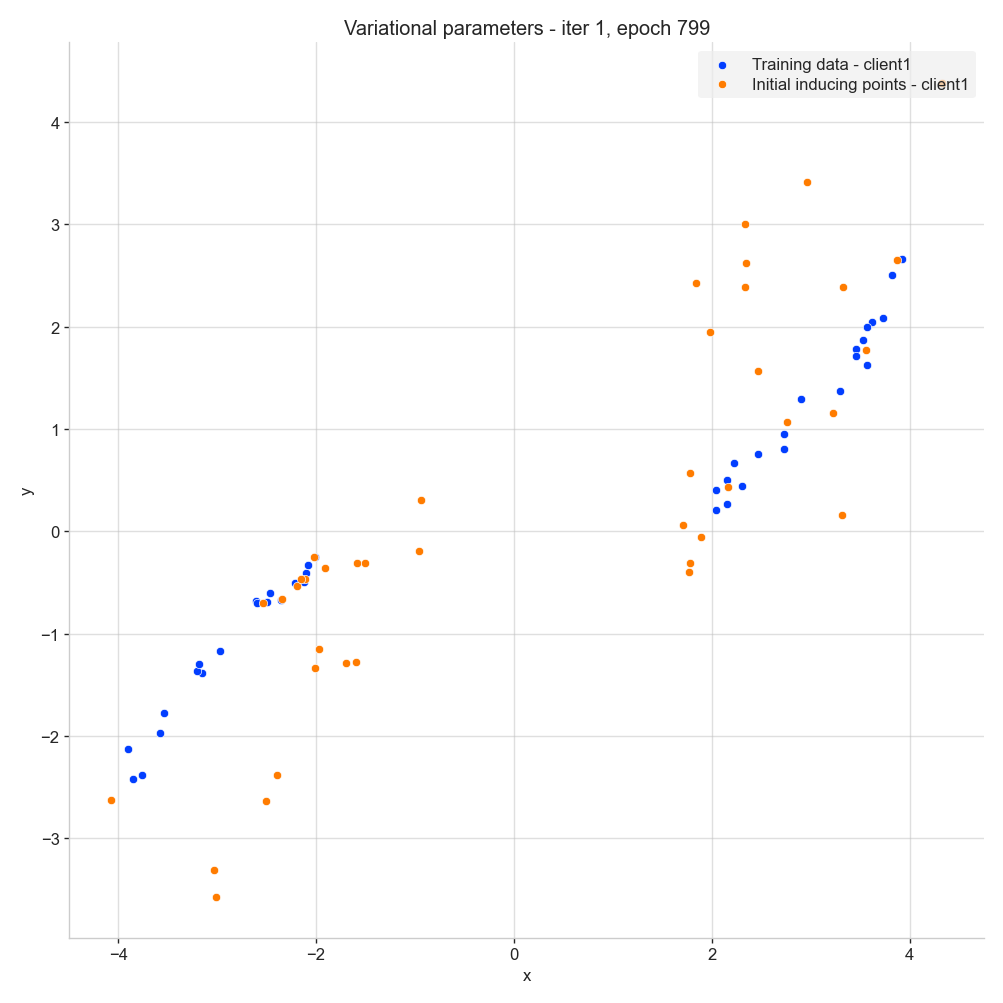 Variational parameters - iter 1, epoch 799
Training data - client1
Initial inducing points - client1
4
3
2
1
0
−1
−2
−3
y
−4 −2 0 2 4
x